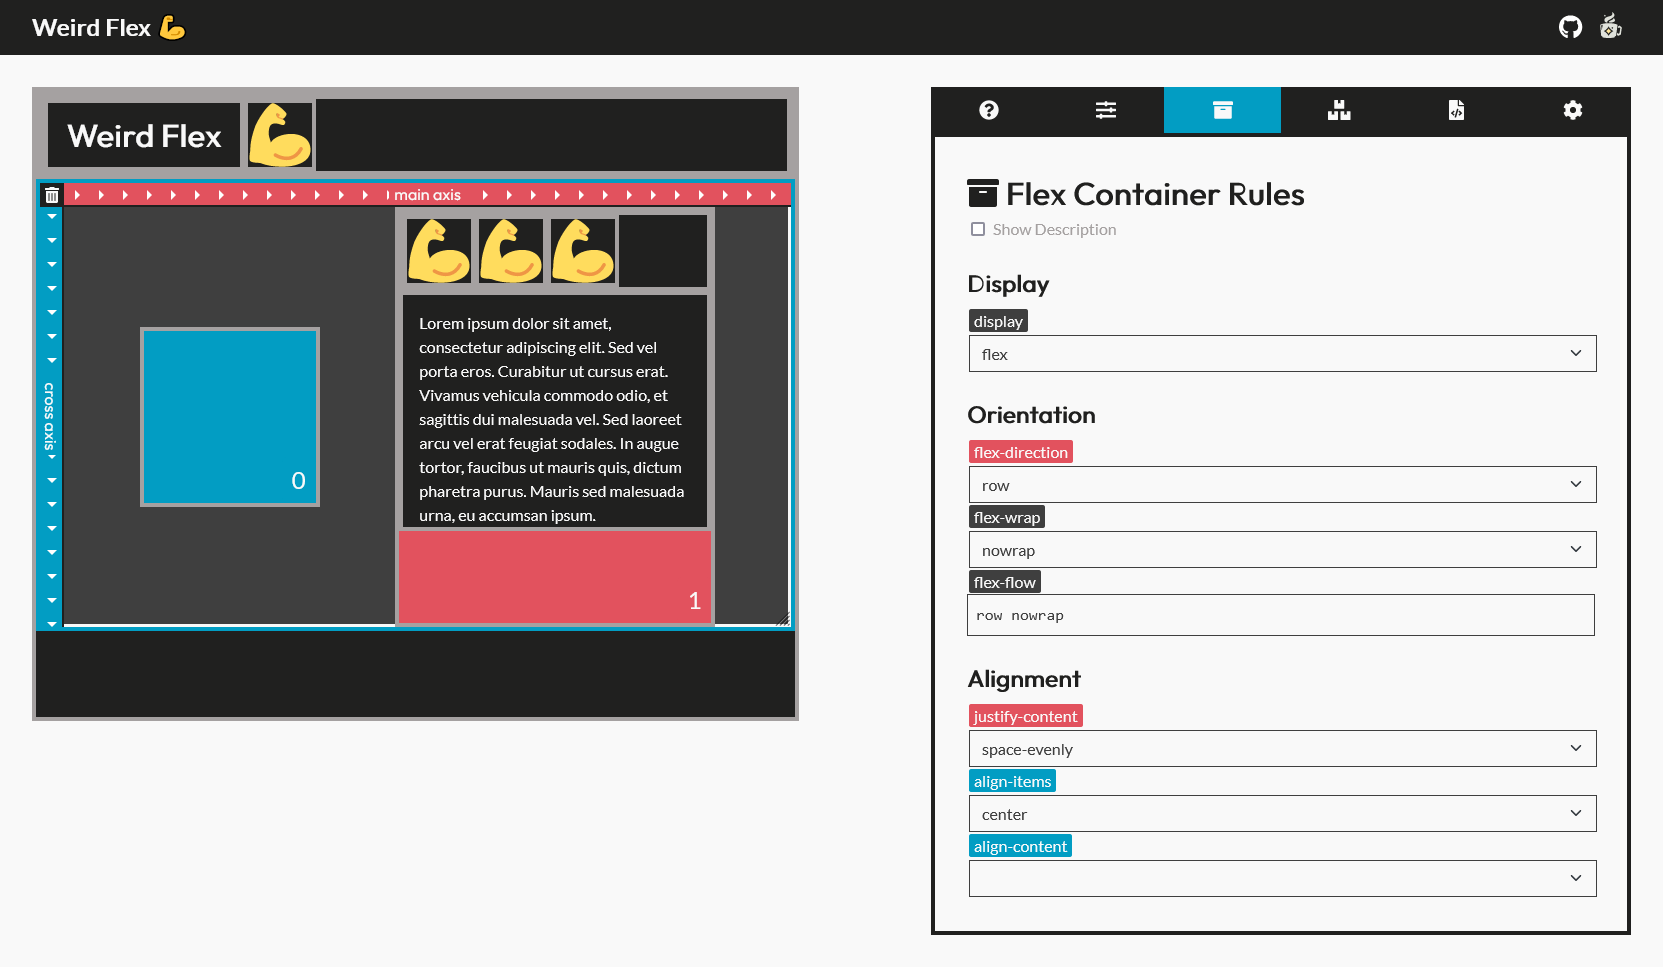 Weird Flex
Weird Flex
main axis
cross axis
0
Lorem ipsum dolor sit amet,
consectetur adipiscing elit. Sed vel
porta eros. Curabitur ut cursus erat.
Vivamus vehicula commodo odio, et
sagittis dui malesuada vel. Sed laoreet
arcu vel erat feugiat sodales. In augue
tortor, faucibus ut mauris quis, dictum
pharetra purus. Mauris sed malesuada
urna, eu accumsan ipsum.
1
Flex Container Rules
Show Description
Display
display
flex
Orientation
flex-direction
row
flex-wrap
nowrap
flex-flow
row nowrap
Alignment
justify-content
space-evenly
align-items
center
align-content